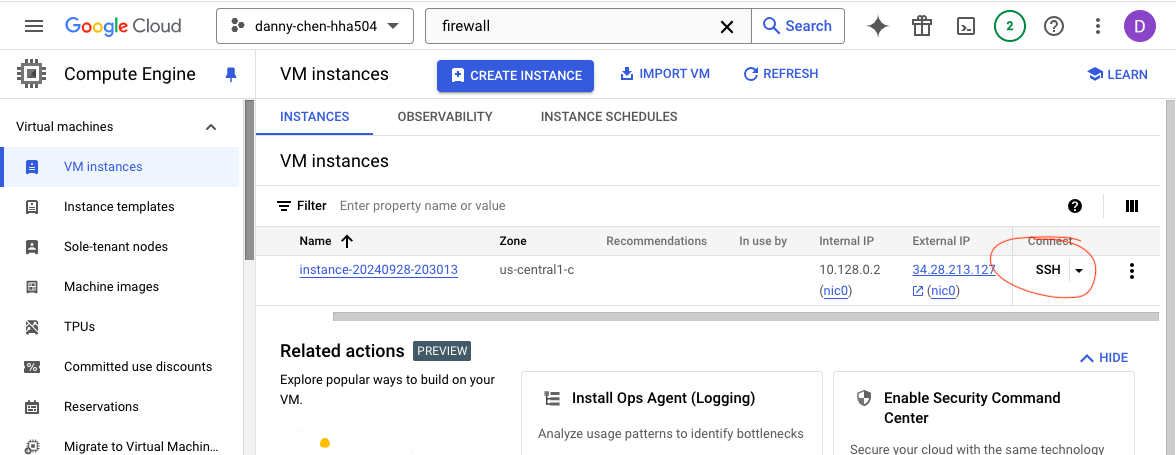 Google Cloud
danny-chen-hha504
firewall
Search
2
D
Compute Engine
VM instances
CREATE INSTANCE
IMPORT VM
REFRESH
LEARN
Virtual machines
VM instances
Instance templates
Sole-tenant nodes
Machine images
TPUs
Committed use discounts
Reservations
Migrate to Virtual Machin...
INSTANCES
OBSERVABILITY
INSTANCE SCHEDULES
VM instances
Filter
Enter property name or value
Name
Zone
Recommendations
In use by
Internal IP
External IP
Connect
instance-20240928-203013
us-central1-c
10.128.0.2
(nic0)
34.28.213.127
(nic0)
SSH
Related actions
PREVIEW
HIDE
Explore popular ways to build on your
VM.
Install Ops Agent (Logging)
Analyze usage patterns to identify bottlenecks
Enable Security Command
Center
Secure your cloud with the same technology